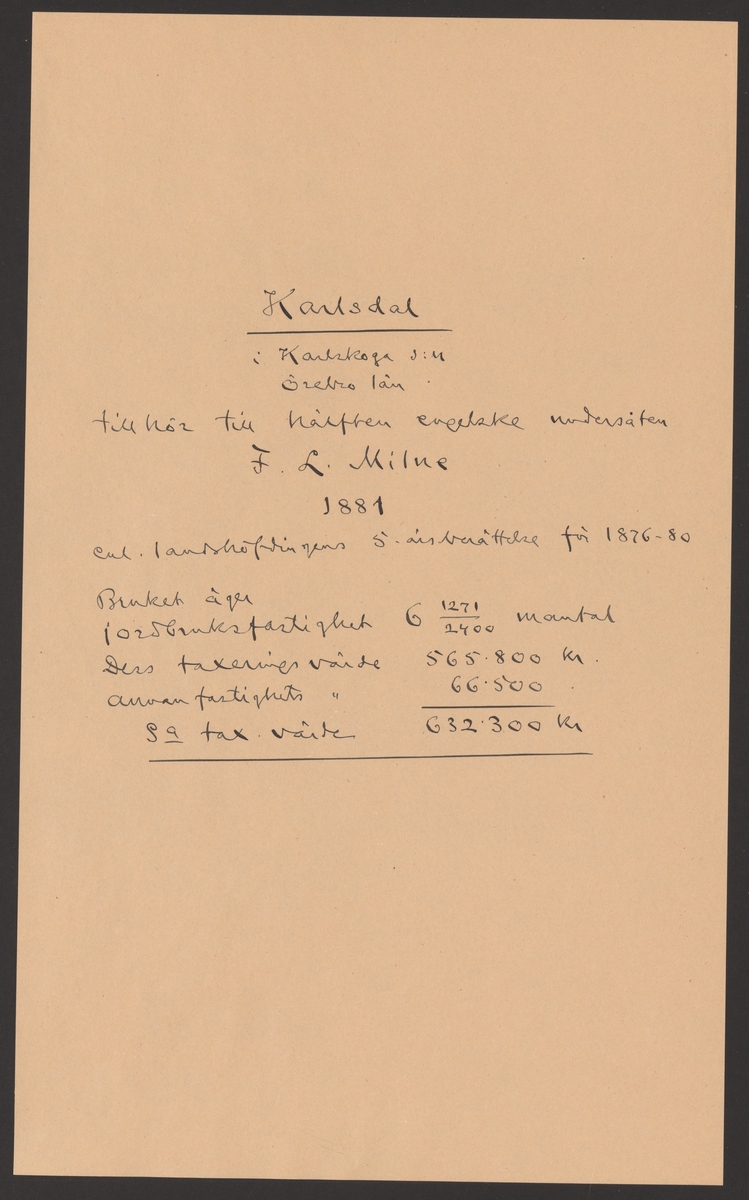 Karlsdal
i Karlskoga s:n
Örebro län
tillhör till hälften engelske undersåten
F. L. Milne
1881
enl. landshöfdingens 5-årsberättelse för 1876-80
Bruket äger
jordbruksfastighet 6 1271/2400 mantal
Dess taxeringsvärde 565.800 kr.
annan fastighets " 66.500
Sa tax. värde 632.300 kr